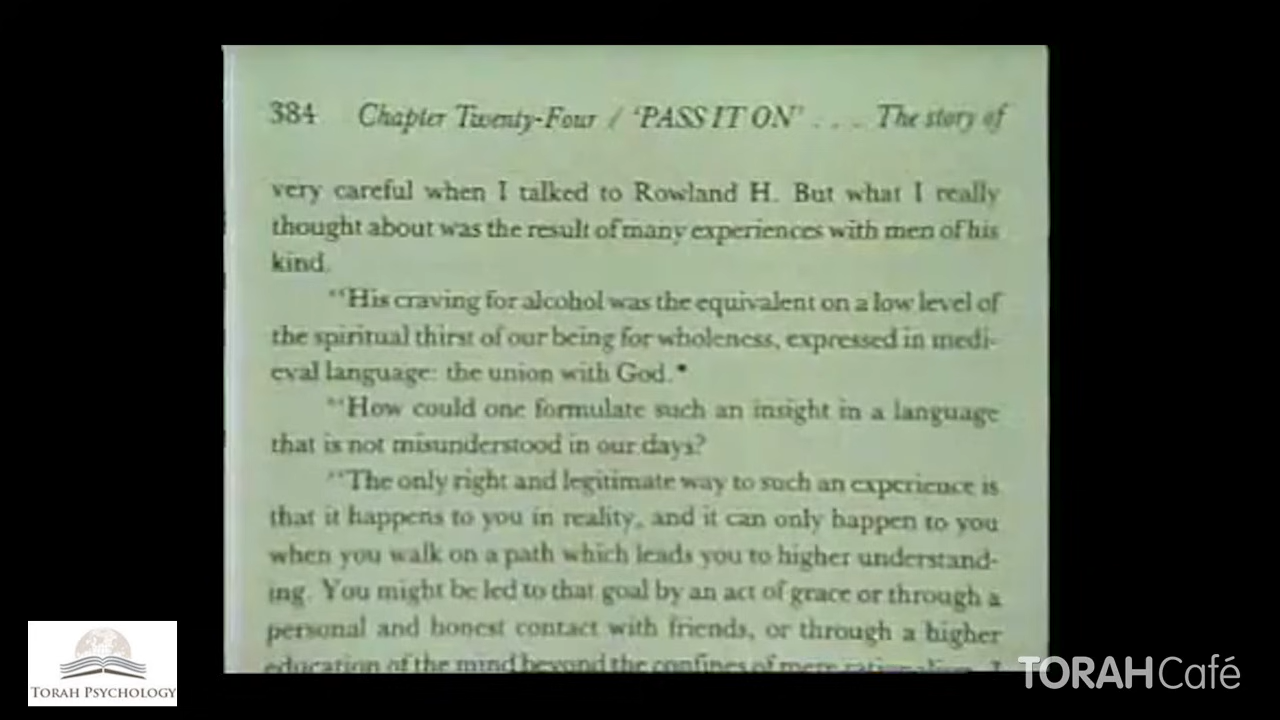 384 Chapter Twenty-Four / 'PASS IT ON' . . . The story of
very careful when I talked to Rowland H. But what I really
thought about was the result of many experiences with men of his
kind.
"'His craving for alcohol was the equivalent on a low level of
the spiritual thirst of our being for wholeness, expressed in medi-
eval language: the union with God.*
"'How could one formulate such an insight in a language
that is not misunderstood in our days?
"'The only right and legitimate way to such an experience is
that it happens to you in reality, and it can only happen to you
when you walk on a path which leads you to higher understand-
ing. You might be led to that goal by an act of grace or through a
personal and honest contact with friends, or through a higher
education of the mind beyond the confines of mere rationalism. I
TORAH PSYCHOLOGY
TORAHCafé